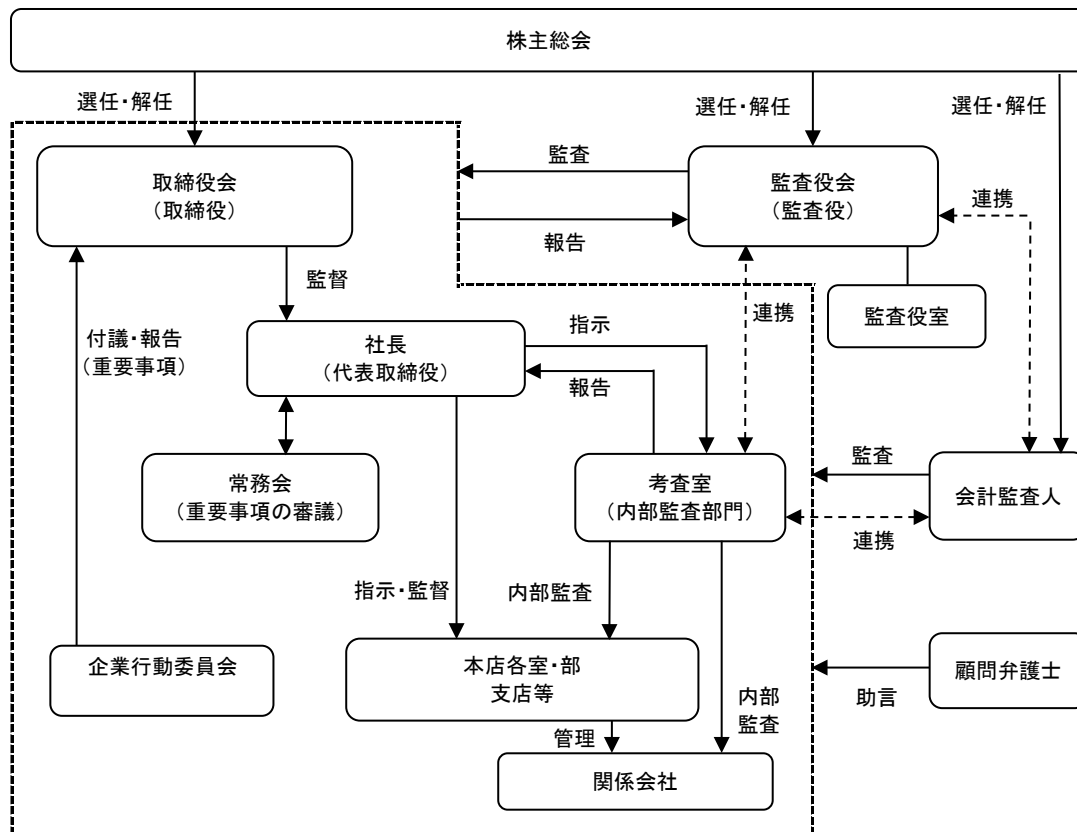 株主総会
選任・解任
選任・解任
選任・解任
取締役会
（取締役）
監査
監査役会
（監査役）
連携
報告
監督
監査役室
付議・報告
（重要事項）
社長
（代表取締役）
指示
報告
連携
常務会
（重要事項の審議）
考査室
（内部監査部門）
監査
会計監査人
連携
指示・監督
内部監査
企業行動委員会
本店各室・部
支店等
内部
監査
顧問弁護士
助言
管理
関係会社